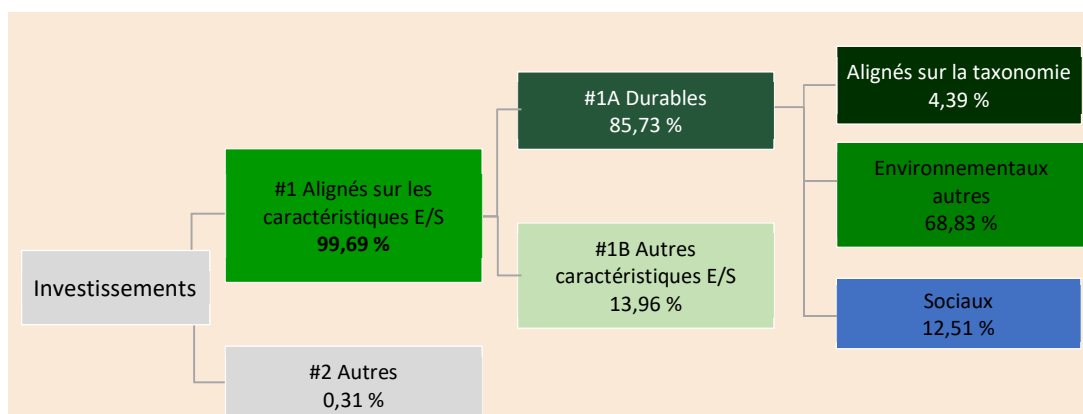 Investissements
#1 Alignés sur les
caractéristiques E/S
99,69 %
#2 Autres
0,31 %
#1A Durables
85,73 %
#1B Autres
caractéristiques E/S
13,96 %
Alignés sur la taxonomie
4,39 %
Environnementaux
autres
68,83 %
Sociaux
12,51 %